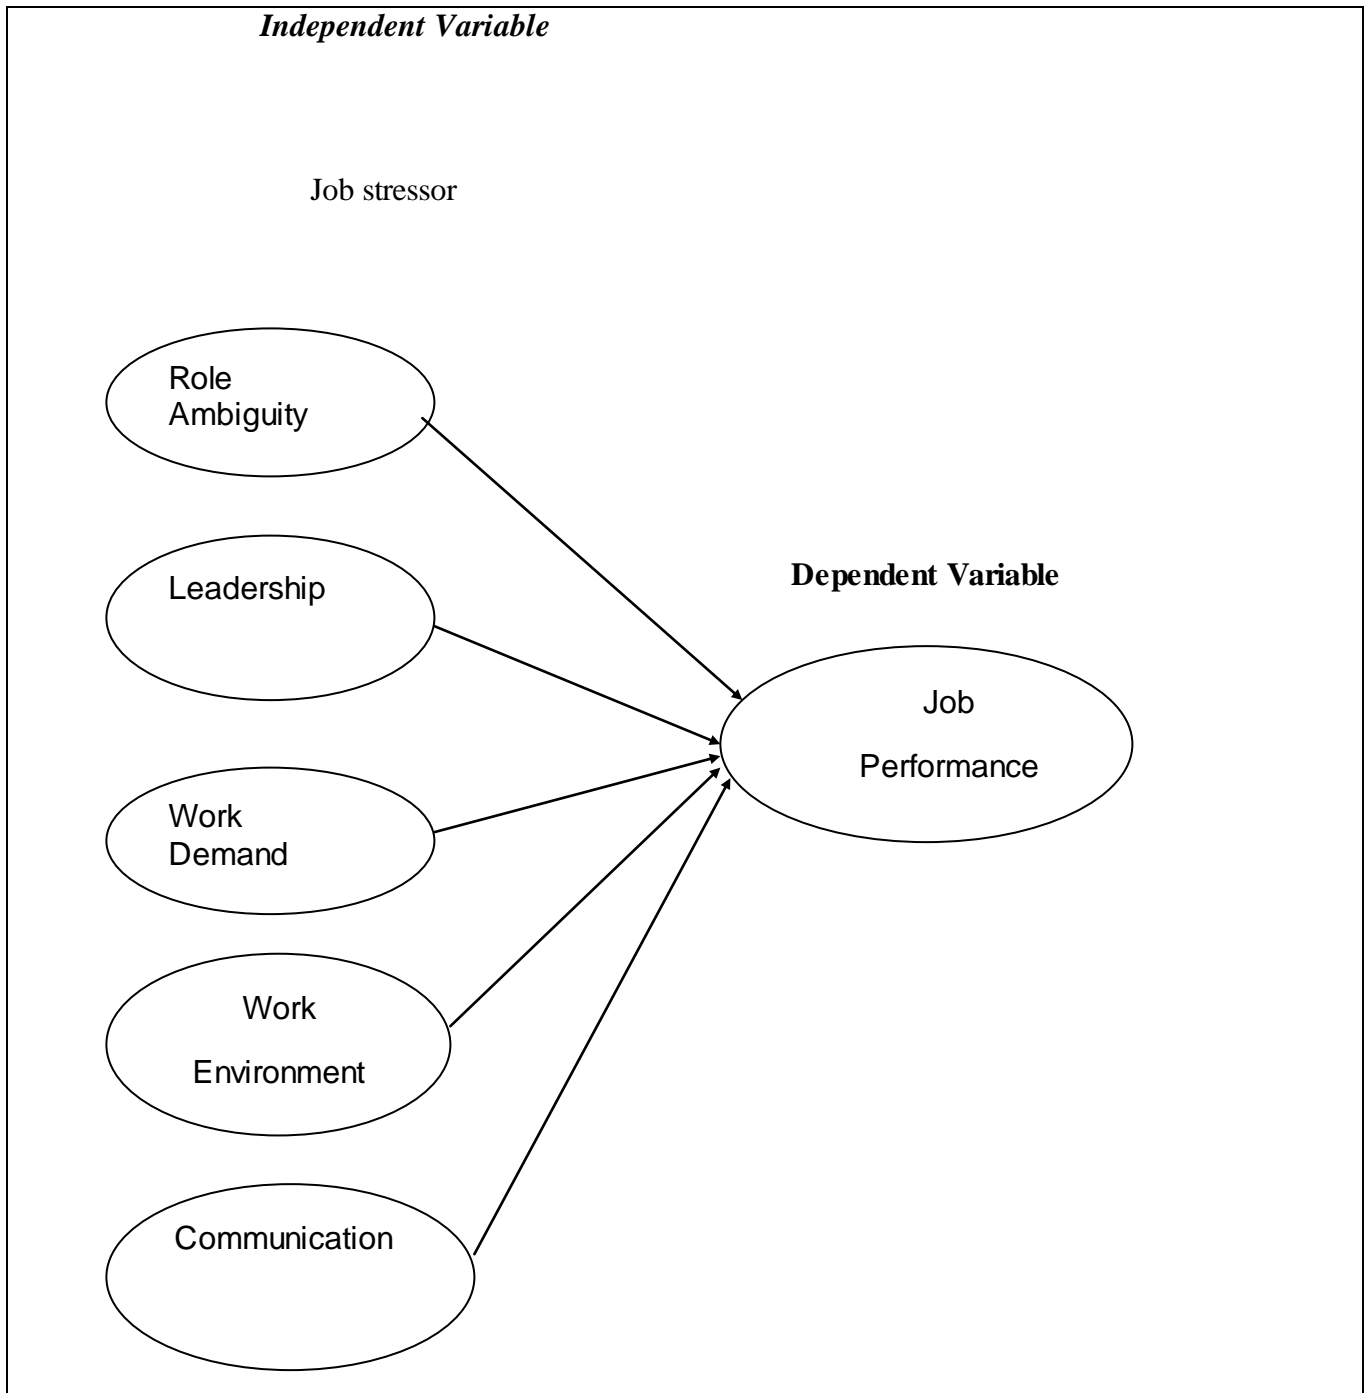 Independent Variable
Job stressor
Role
Ambiguity
Leadership
Dependent Variable
Job
Performance
Work
Demand
Work
Environment
Communication